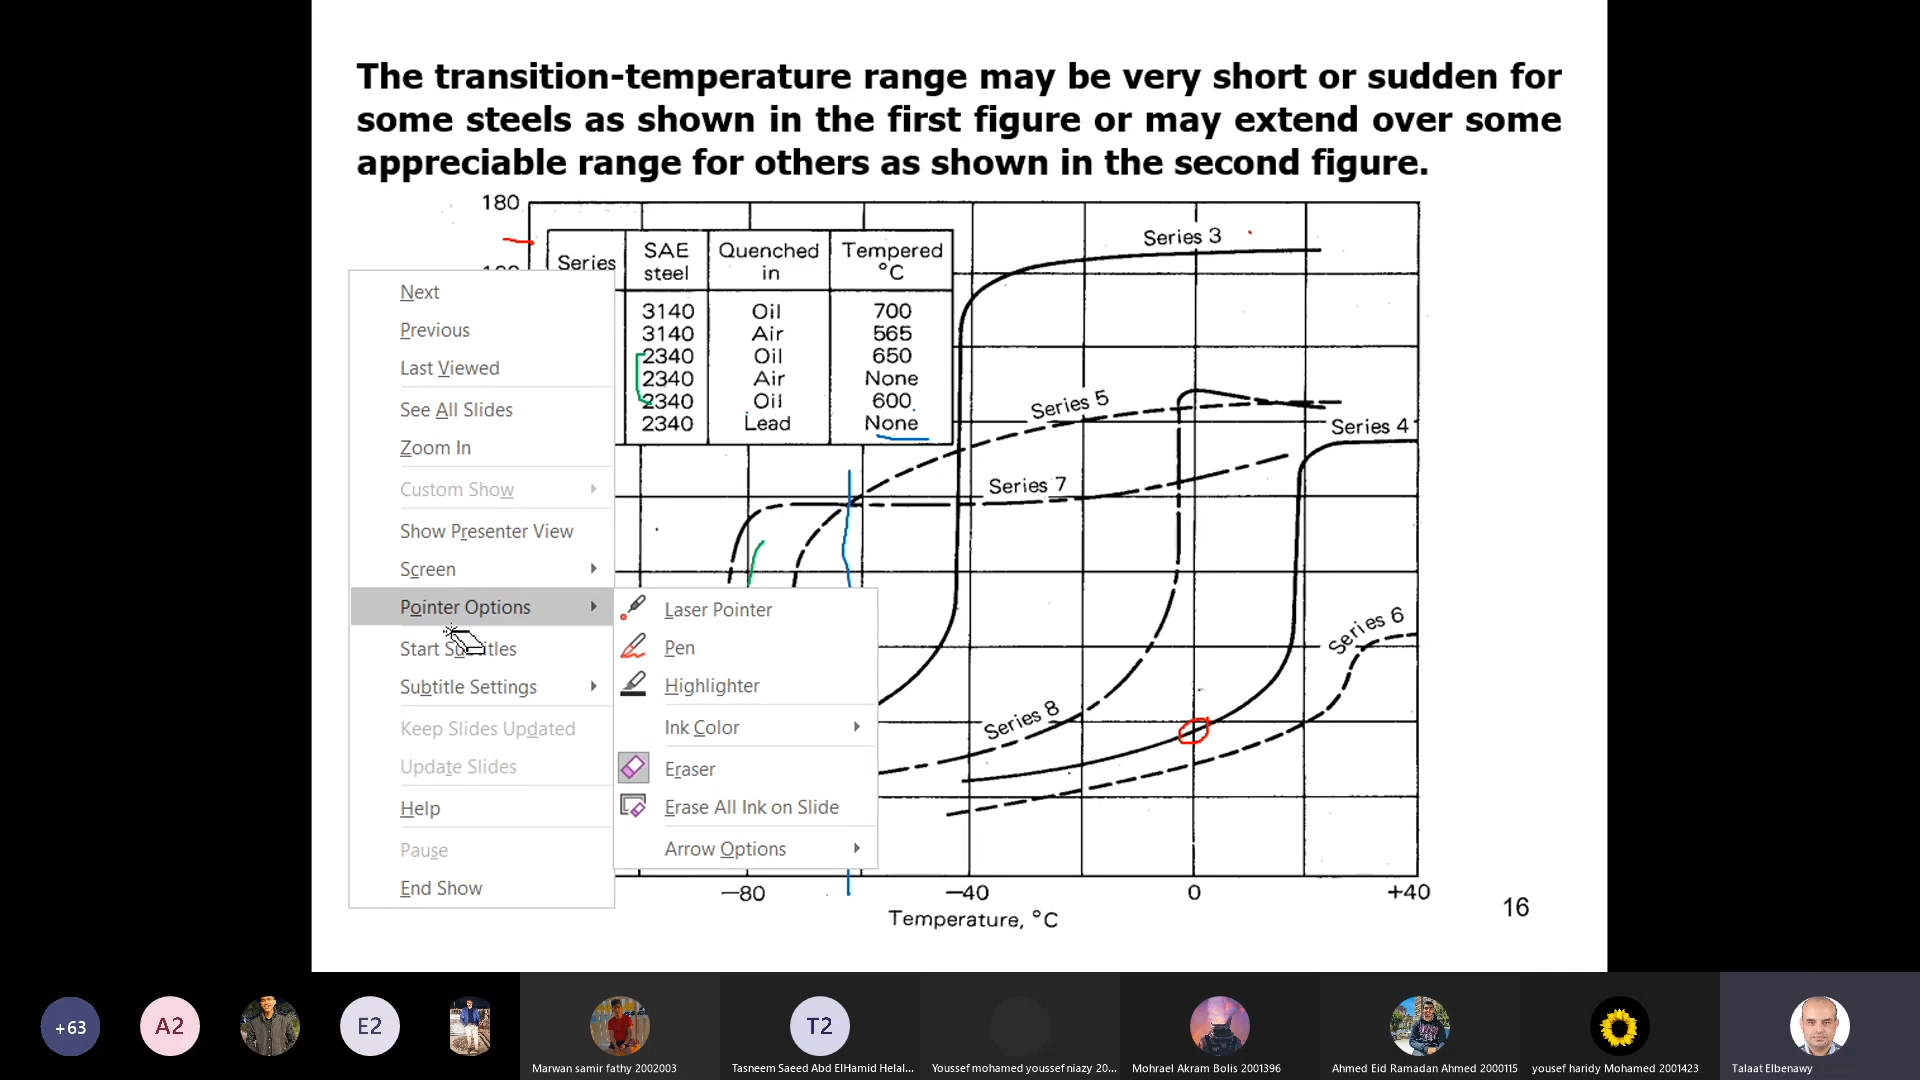 The transition-temperature range may be very short or sudden for
some steels as shown in the first figure or may extend over some
appreciable range for others as shown in the second figure.
180
Series
SAE steel
Quenched in
Tempered °C
3140 Oil 700
3140 Air 565
2340 Oil 650
2340 Air None
2340 Oil 600
2340 Lead None
Series 3
Series 5
Series 4
Series 7
Series 6
Series 8
Next
Previous
Last Viewed
See All Slides
Zoom In
Custom Show
Show Presenter View
Screen
Pointer Options
Start Subtitles
Subtitle Settings
Keep Slides Updated
Update Slides
Help
Pause
End Show
Laser Pointer
Pen
Highlighter
Ink Color
Eraser
Erase All Ink on Slide
Arrow Options
—80
—40
0
+40
Temperature, °C
16
+63
A2
E2
T2
Marwan samir fathy 2002003
Tasneem Saeed Abd ElHamid Helal...
Youssef mohamed youssef niazy 20...
Mohrael Akram Bolis 2001396
Ahmed Eid Ramadan Ahmed 2000115
yousef haridy Mohamed 2001423
Talaat Elbenawy